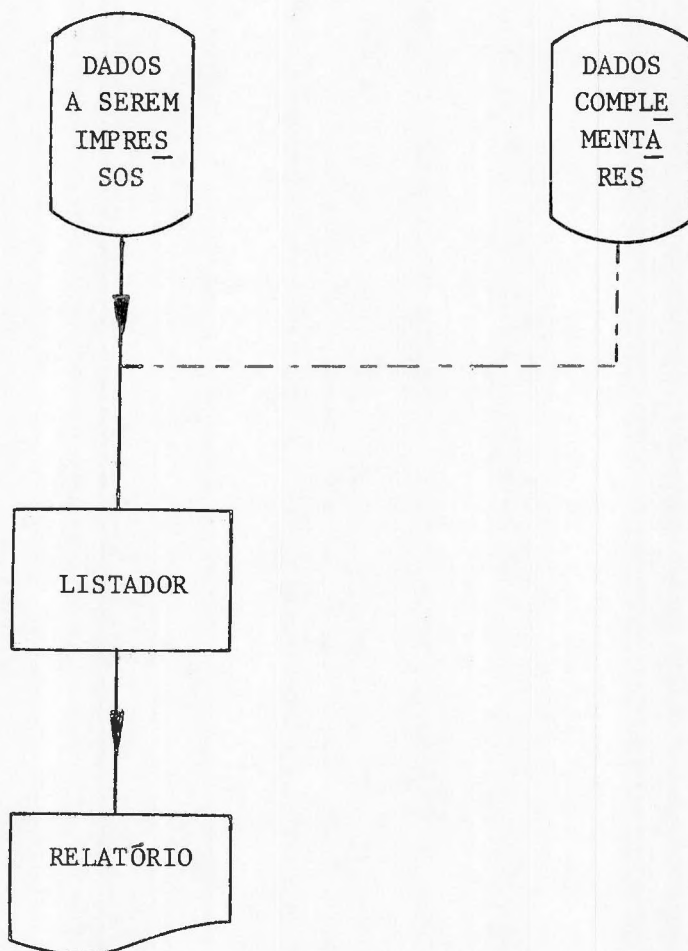 DADOS
A SEREM
IMPRES
SOS
DADOS
COMPLE
MENTA
RES
LISTADOR
RELATÓRIO